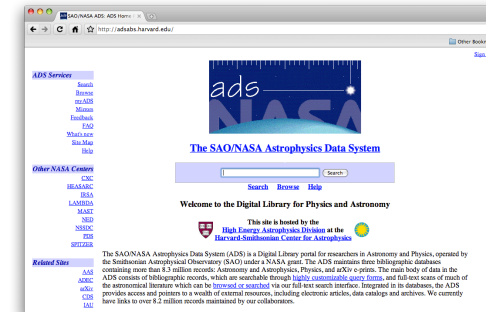 SAO/NASA ADS: ADS Home
http://adsabs.harvard.edu/
Other Bookm
Sign
ADS Services
Search
Browse
myADS
Mirrors
Feedback
FAQ
What's new
Site Map
Help
Other NASA Centers
CXC
HEASARC
IRSA
LAMBDA
MAST
NED
NSSDC
PDS
SPITZER
Related Sites
AAS
ADEC
arXiv
CDS
IAU
ads
NASA
The SAO/NASA Astrophysics Data System
Search
Search Browse Help
Welcome to the Digital Library for Physics and Astronomy
This site is hosted by the
High Energy Astrophysics Division at the
Harvard-Smithsonian Center for Astrophysics
The SAO/NASA Astrophysics Data System (ADS) is a Digital Library portal for researchers in Astronomy and Physics, operated by
the Smithsonian Astrophysical Observatory (SAO) under a NASA grant. The ADS maintains three bibliographic databases
containing more than 8.3 million records: Astronomy and Astrophysics, Physics, and arXiv e-prints. The main body of data in the
ADS consists of bibliographic records, which are searchable through highly customizable query forms, and full-text scans of much of
the astronomical literature which can be browsed or searched via our full-text search interface. Integrated in its databases, the ADS
provides access and pointers to a wealth of external resources, including electronic articles, data catalogs and archives. We currently
have links to over 8.2 million records maintained by our collaborators.